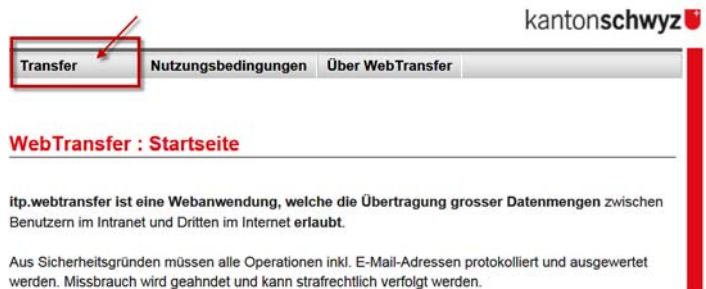 kantonschwyz
Transfer Nutzungsbedingungen Über WebTransfer
WebTransfer : Startseite
itp.webtransfer ist eine Webanwendung, welche die Übertragung grosser Datenmengen zwischen
Benutzern im Intranet und Dritten im Internet erlaubt.
Aus Sicherheitsgründen müssen alle Operationen inkl. E-Mail-Adressen protokolliert und ausgewertet
werden. Missbrauch wird geahndet und kann strafrechtlich verfolgt werden.